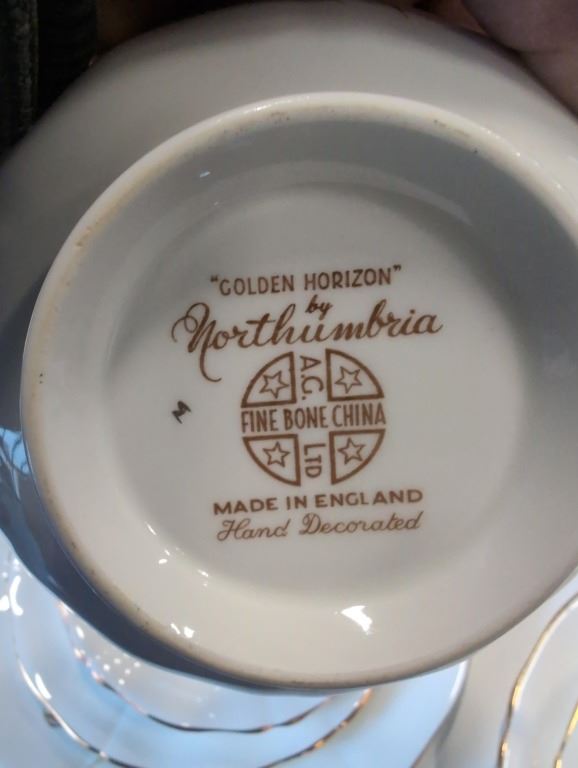 "GOLDEN HORIZON"
by
Northumbria
A.C.
FINE BONE CHINA
LTD
MADE IN ENGLAND
Hand Decorated